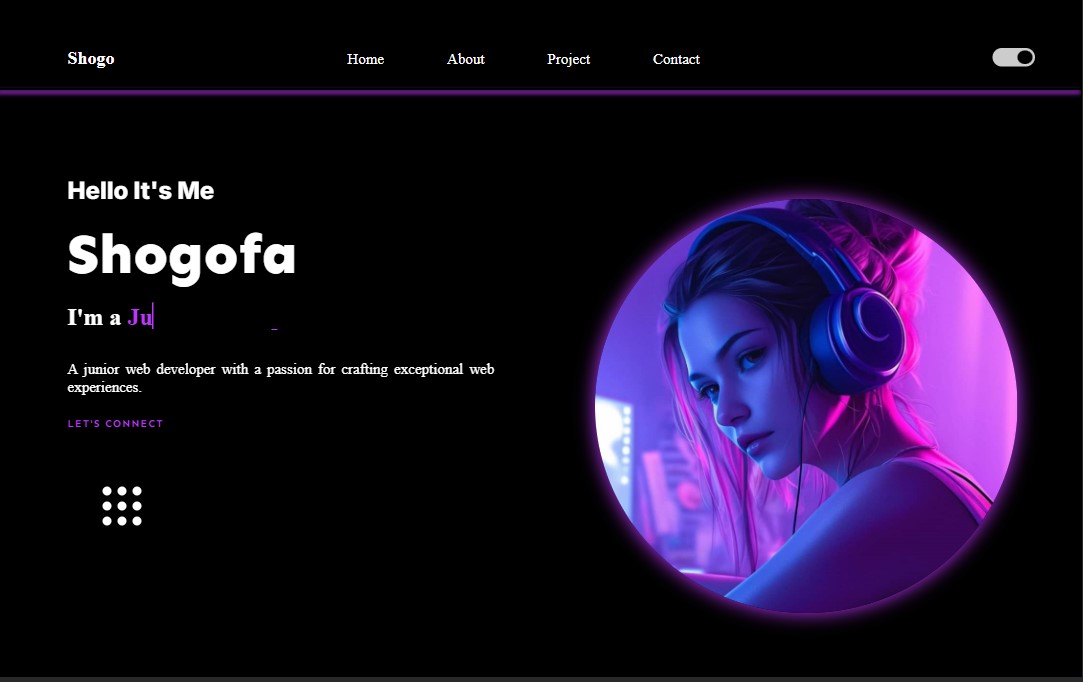 Shogo
Home About Project Contact
Hello It's Me
Shogofa
I'm a Ju
A junior web developer with a passion for crafting exceptional web
experiences.
LET'S CONNECT